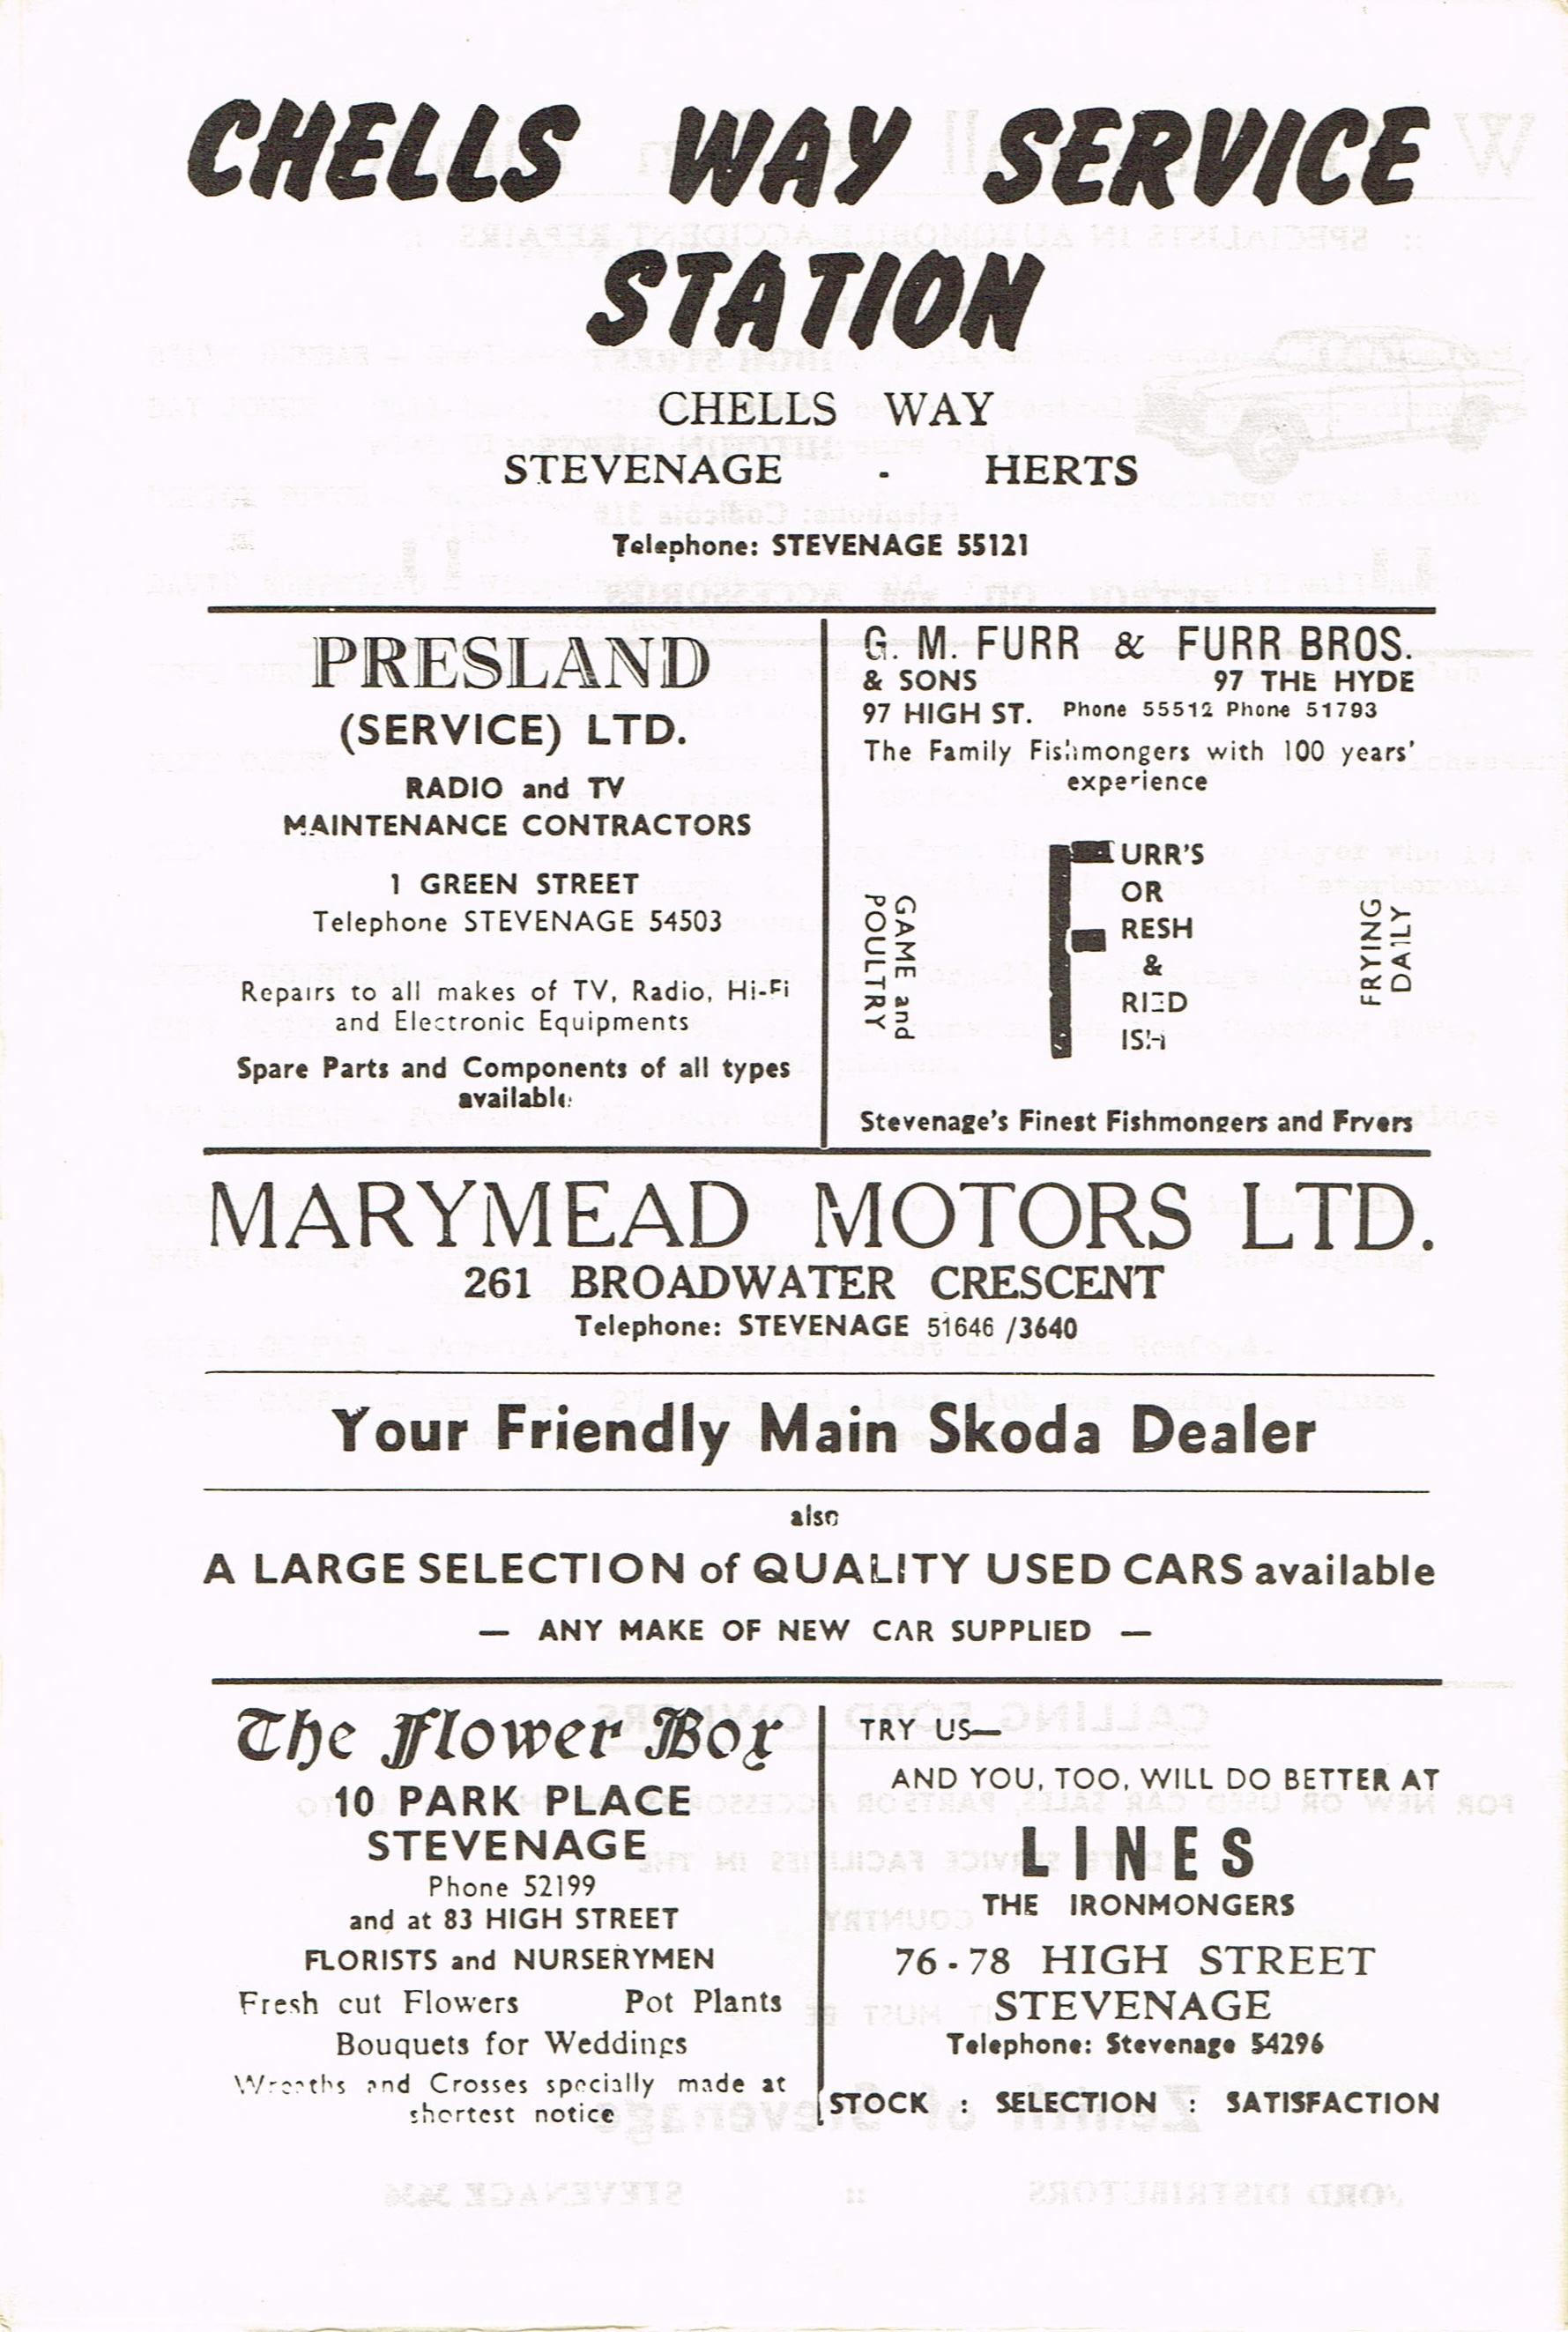 CHELLS WAY SERVICE
STATION
CHELLS WAY
STEVENAGE - HERTS
Telephone: STEVENAGE 55121
PRESLAND
(SERVICE) LTD.
RADIO and TV
MAINTENANCE CONTRACTORS
1 GREEN STREET
Telephone STEVENAGE 54503
Repairs to all makes of TV, Radio, Hi-Fi
and Electronic Equipments
Spare Parts and Components of all types
available
G. M. FURR & FURR BROS.
& SONS 97 THE HYDE
97 HIGH ST. Phone 55512 Phone 51793
The Family Fishmongers with 100 years'
experience
GAME and
POULTRY
FURR'S
OR
RESH
&
RIED
ISH
FRYING
DAILY
Stevenage's Finest Fishmongers and Fryers
MARYMEAD MOTORS LTD.
261 BROADWATER CRESCENT
Telephone: STEVENAGE 51646 /3640
Your Friendly Main Skoda Dealer
also
A LARGE SELECTION of QUALITY USED CARS available
— ANY MAKE OF NEW CAR SUPPLIED —
The Flower Box
10 PARK PLACE
STEVENAGE
Phone 52199
and at 83 HIGH STREET
FLORISTS and NURSERYMEN
Fresh cut Flowers Pot Plants
Bouquets for Weddings
Wreaths and Crosses specially made at
shortest notice
TRY US—
AND YOU, TOO, WILL DO BETTER AT
LINES
THE IRONMONGERS
76-78 HIGH STREET
STEVENAGE
Telephone: Stevenage 54296
STOCK : SELECTION : SATISFACTION